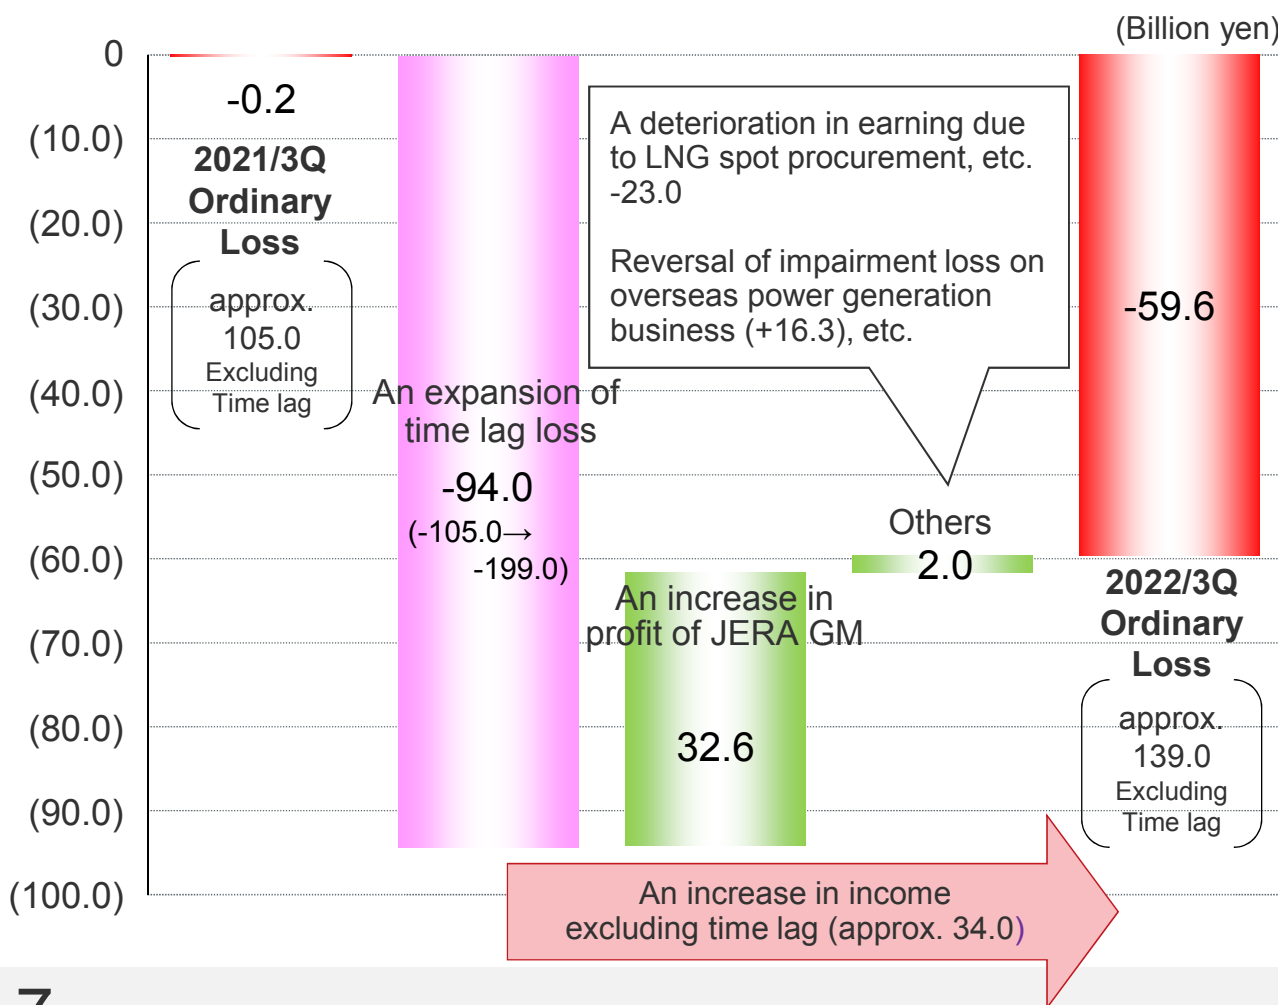 (Billion yen)
0
(10.0)
(20.0)
(30.0)
(40.0)
(50.0)
(60.0)
(70.0)
(80.0)
(90.0)
(100.0)
-0.2
2021/3Q
Ordinary
Loss
approx.
105.0
Excluding
Time lag
An expansion of
time lag loss
-94.0
(-105.0→
-199.0)
An increase in
profit of JERA GM
32.6
A deterioration in earning due
to LNG spot procurement, etc.
-23.0
Reversal of impairment loss on
overseas power generation
business (+16.3), etc.
Others
2.0
-59.6
2022/3Q
Ordinary
Loss
approx.
139.0
Excluding
Time lag
An increase in income
excluding time lag (approx. 34.0)